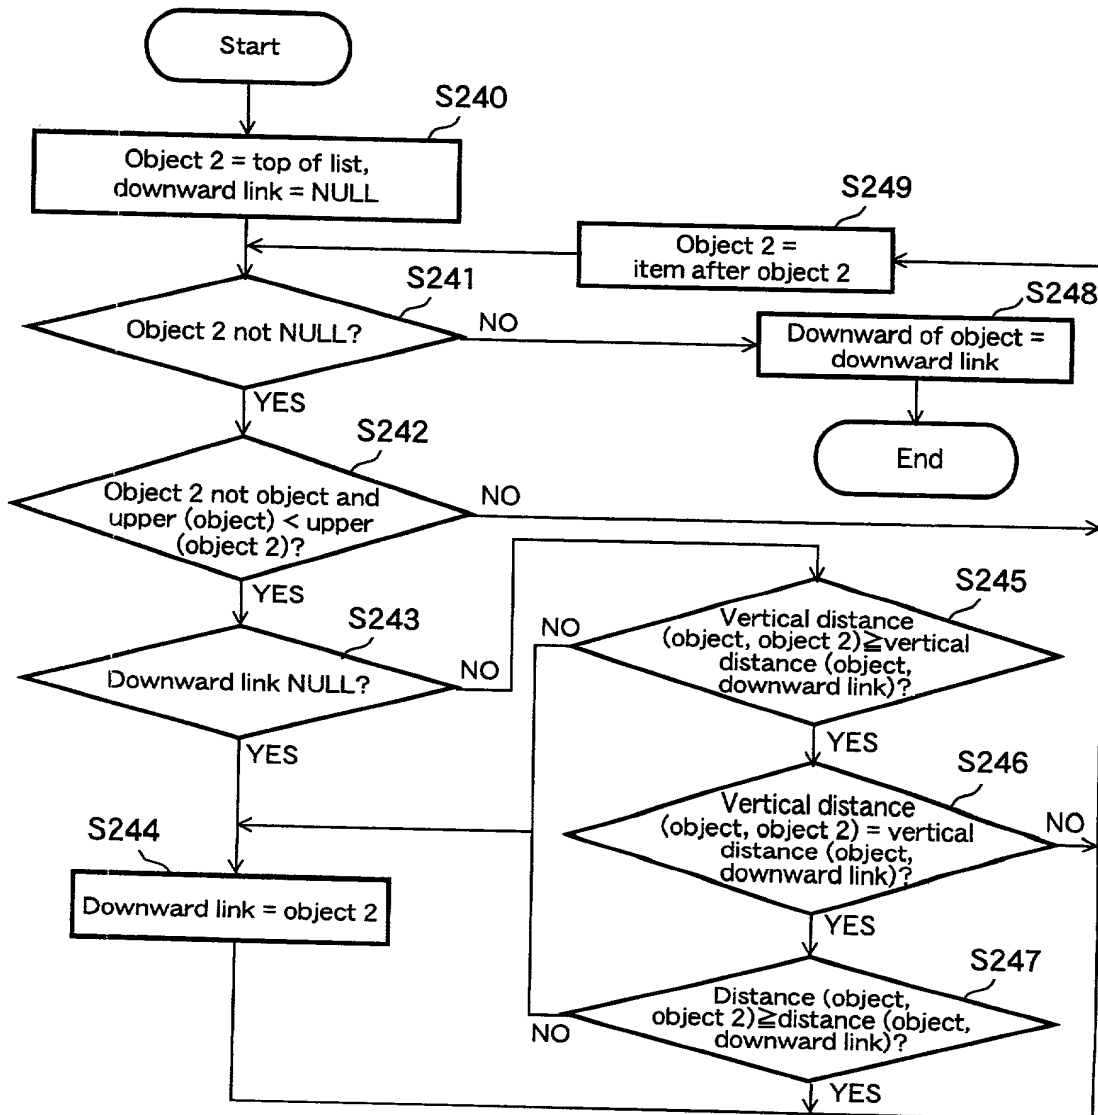 Start
S240
Object 2 = top of list,
downward link = NULL
S249
Object 2 =
item after object 2
S241
Object 2 not NULL?
NO
YES
S248
Downward of object =
downward link
End
S242
Object 2 not object and
upper (object) < upper
(object 2)?
NO
YES
S243
Downward link NULL?
NO
YES
S245
Vertical distance
(object, object 2)≧vertical
distance (object,
downward link)?
NO
YES
S246
Vertical distance
(object, object 2) = vertical
distance (object,
downward link)?
NO
YES
S244
Downward link = object 2
S247
Distance (object,
object 2)≧distance (object,
downward link)?
NO
YES